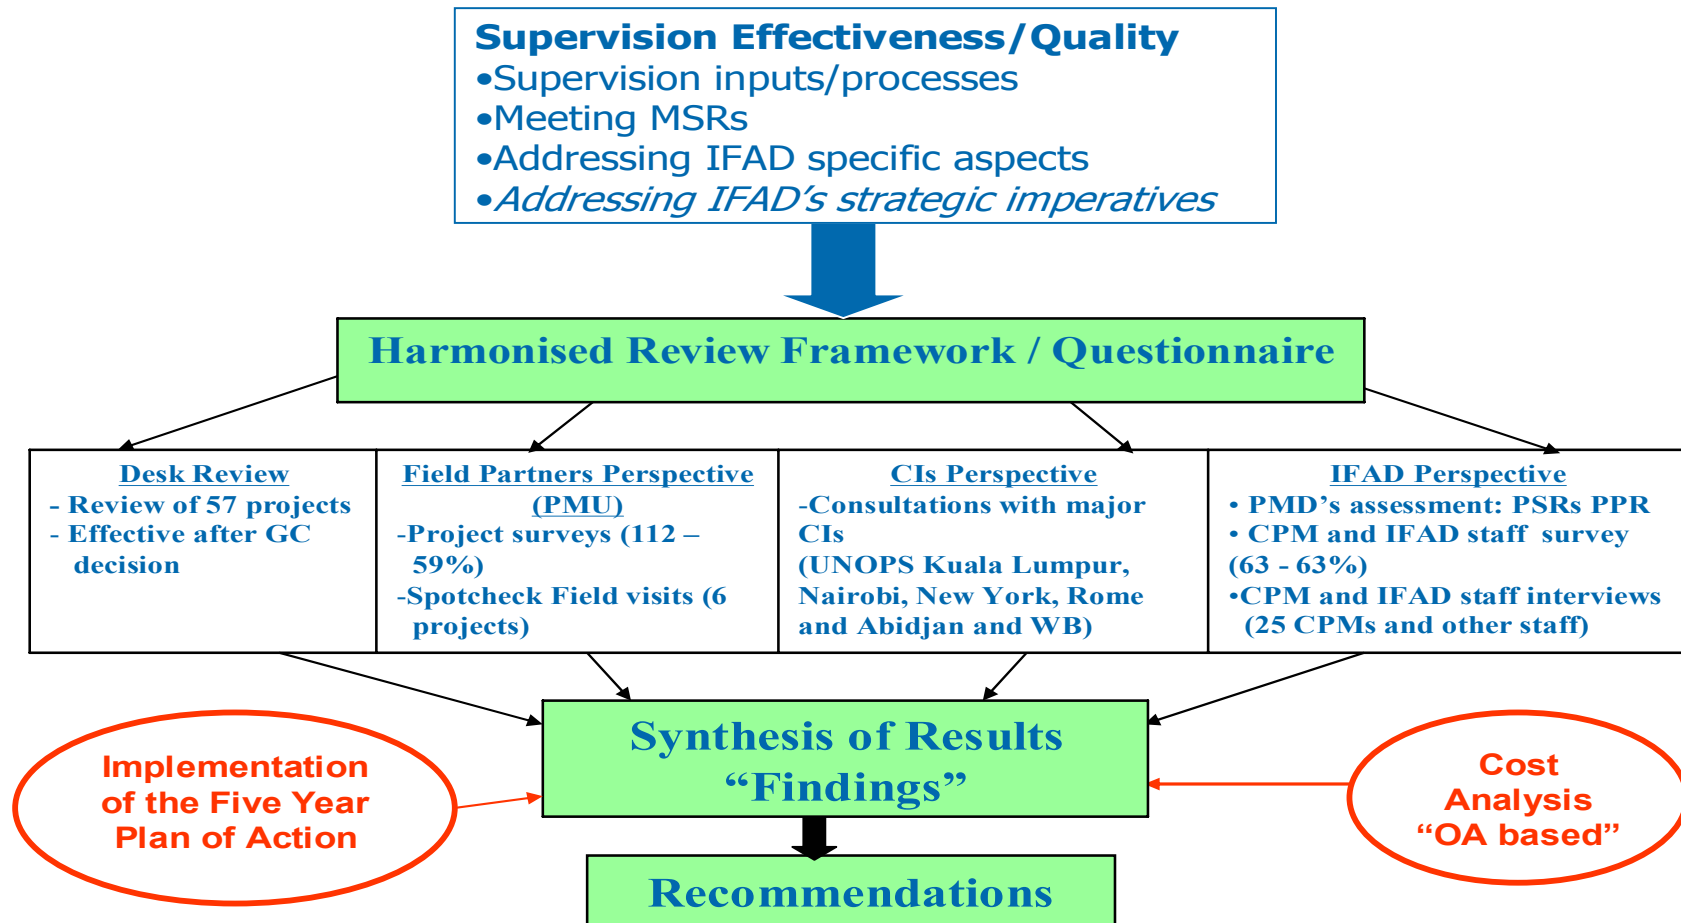 Supervision Effectiveness/Quality
•Supervision inputs/processes
•Meeting MSRs
•Addressing IFAD specific aspects
•Addressing IFAD’s strategic imperatives
Harmonised Review Framework / Questionnaire
Desk Review
- Review of 57 projects
- Effective after GC
decision
Field Partners Perspective
(PMU)
-Project surveys (112 –
59%)
-Spotcheck Field visits (6
projects)
CIs Perspective
-Consultations with major
CIs
(UNOPS Kuala Lumpur,
Nairobi, New York, Rome
and Abidjan and WB)
IFAD Perspective
• PMD’s assessment: PSRs PPR
• CPM and IFAD staff survey
(63 - 63%)
•CPM and IFAD staff interviews
(25 CPMs and other staff)
Implementation
of the Five Year
Plan of Action
Synthesis of Results
“Findings”
Cost
Analysis
“OA based”
Recommendations